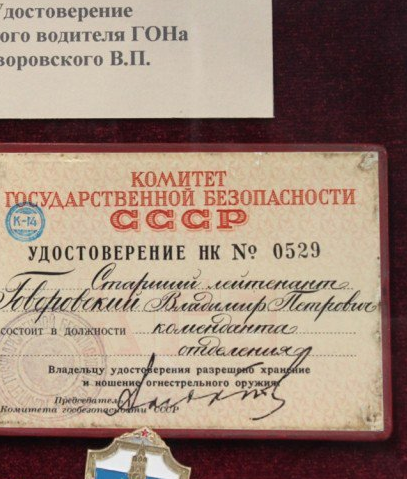 Удостоверение
ого водителя ГОНа
воровского В.П.
КОМИТЕТ
ГОСУДАРСТВЕННОЙ БЕЗОПАСНОСТИ
СССР
К-14
УДОСТОВЕРЕНИЕ НК № 0529
Старший лейтенант
Говоровский Владимир Петрович
состоит в должности коменданта
отделения
Владельцу удостоверения разрешено хранение
и ношение огнестрельного оружия
Председатель
Комитета госбезопасности СССР